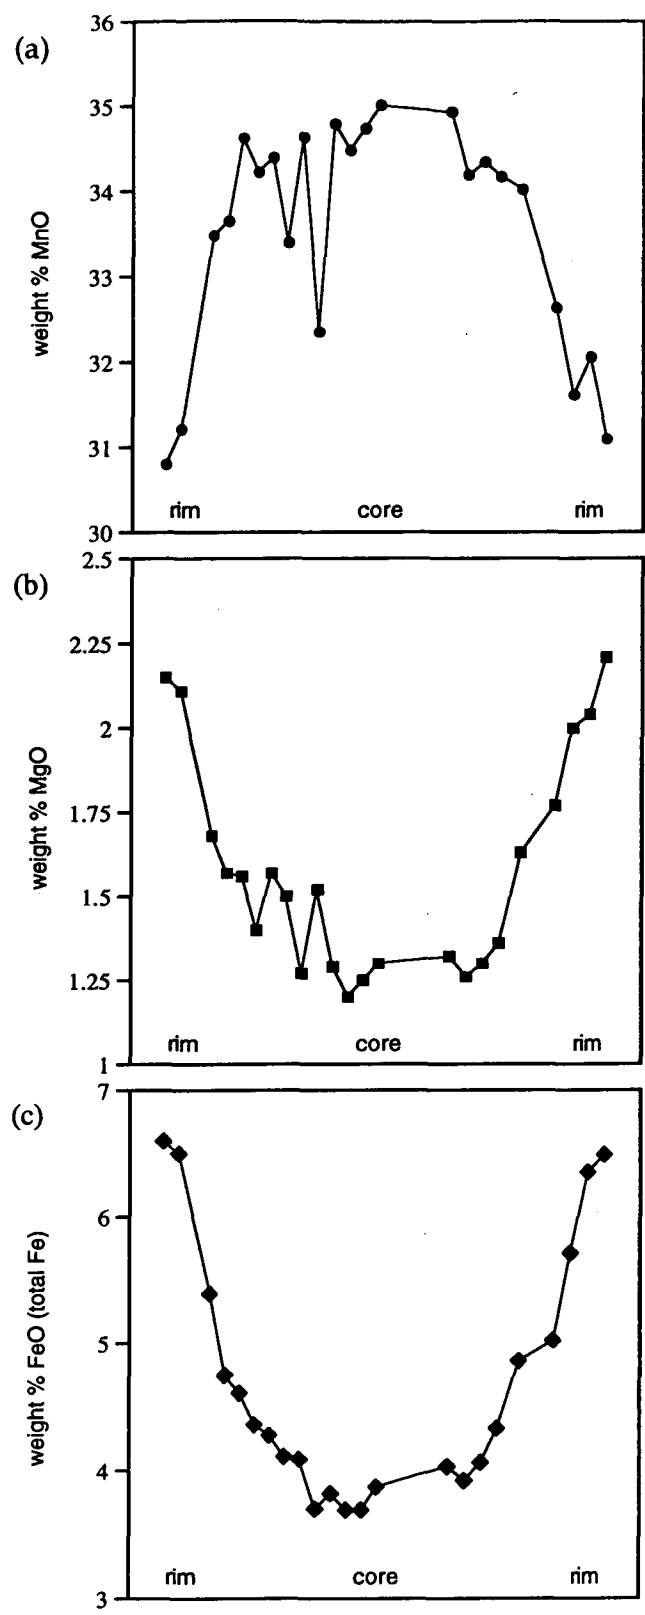 (a)
weight % MnO
36
35
34
33
32
31
30
rim core rim
(b)
weight % MgO
2.5
2.25
2
1.75
1.5
1.25
1
rim core rim
(c)
weight % FeO (total Fe)
7
6
5
4
3
rim core rim